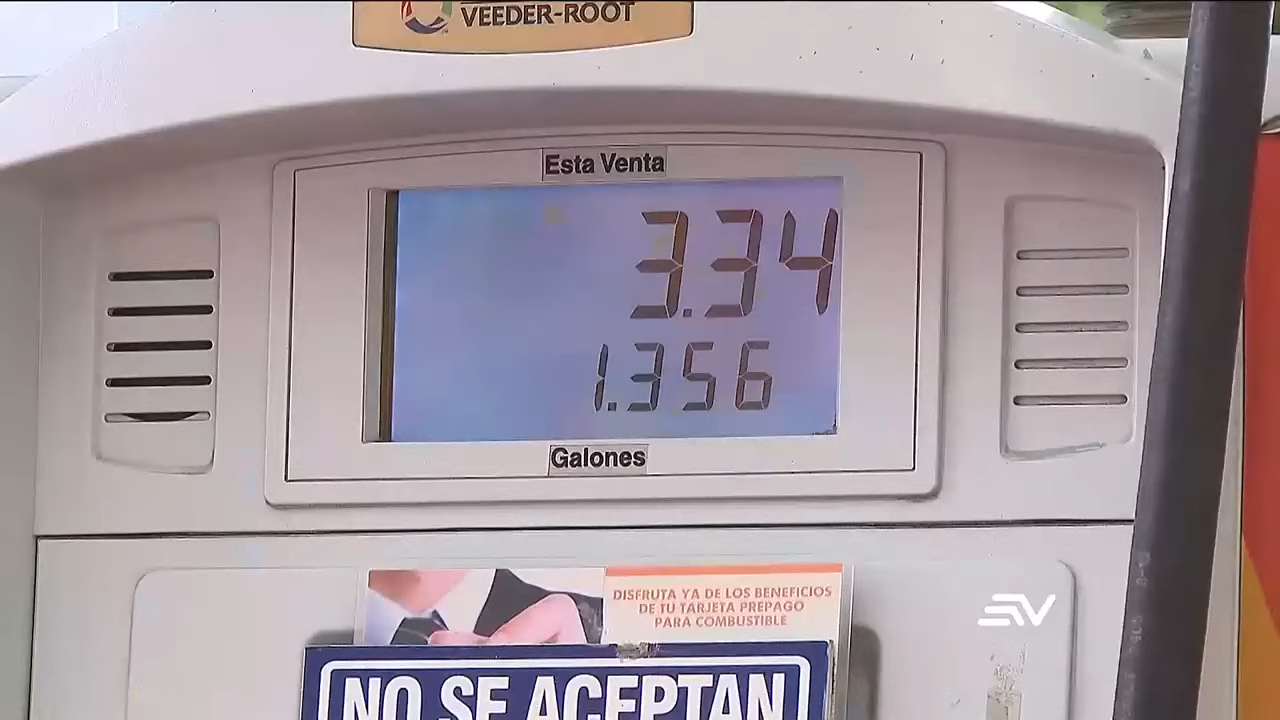 VEEDER-ROOT
Esta Venta
3.34
1.356
Galones
DISFRUTA YA DE LOS BENEFICIOS
DE TU TARJETA PREPAGO
PARA COMBUSTIBLE
NO SE ACEPTAN